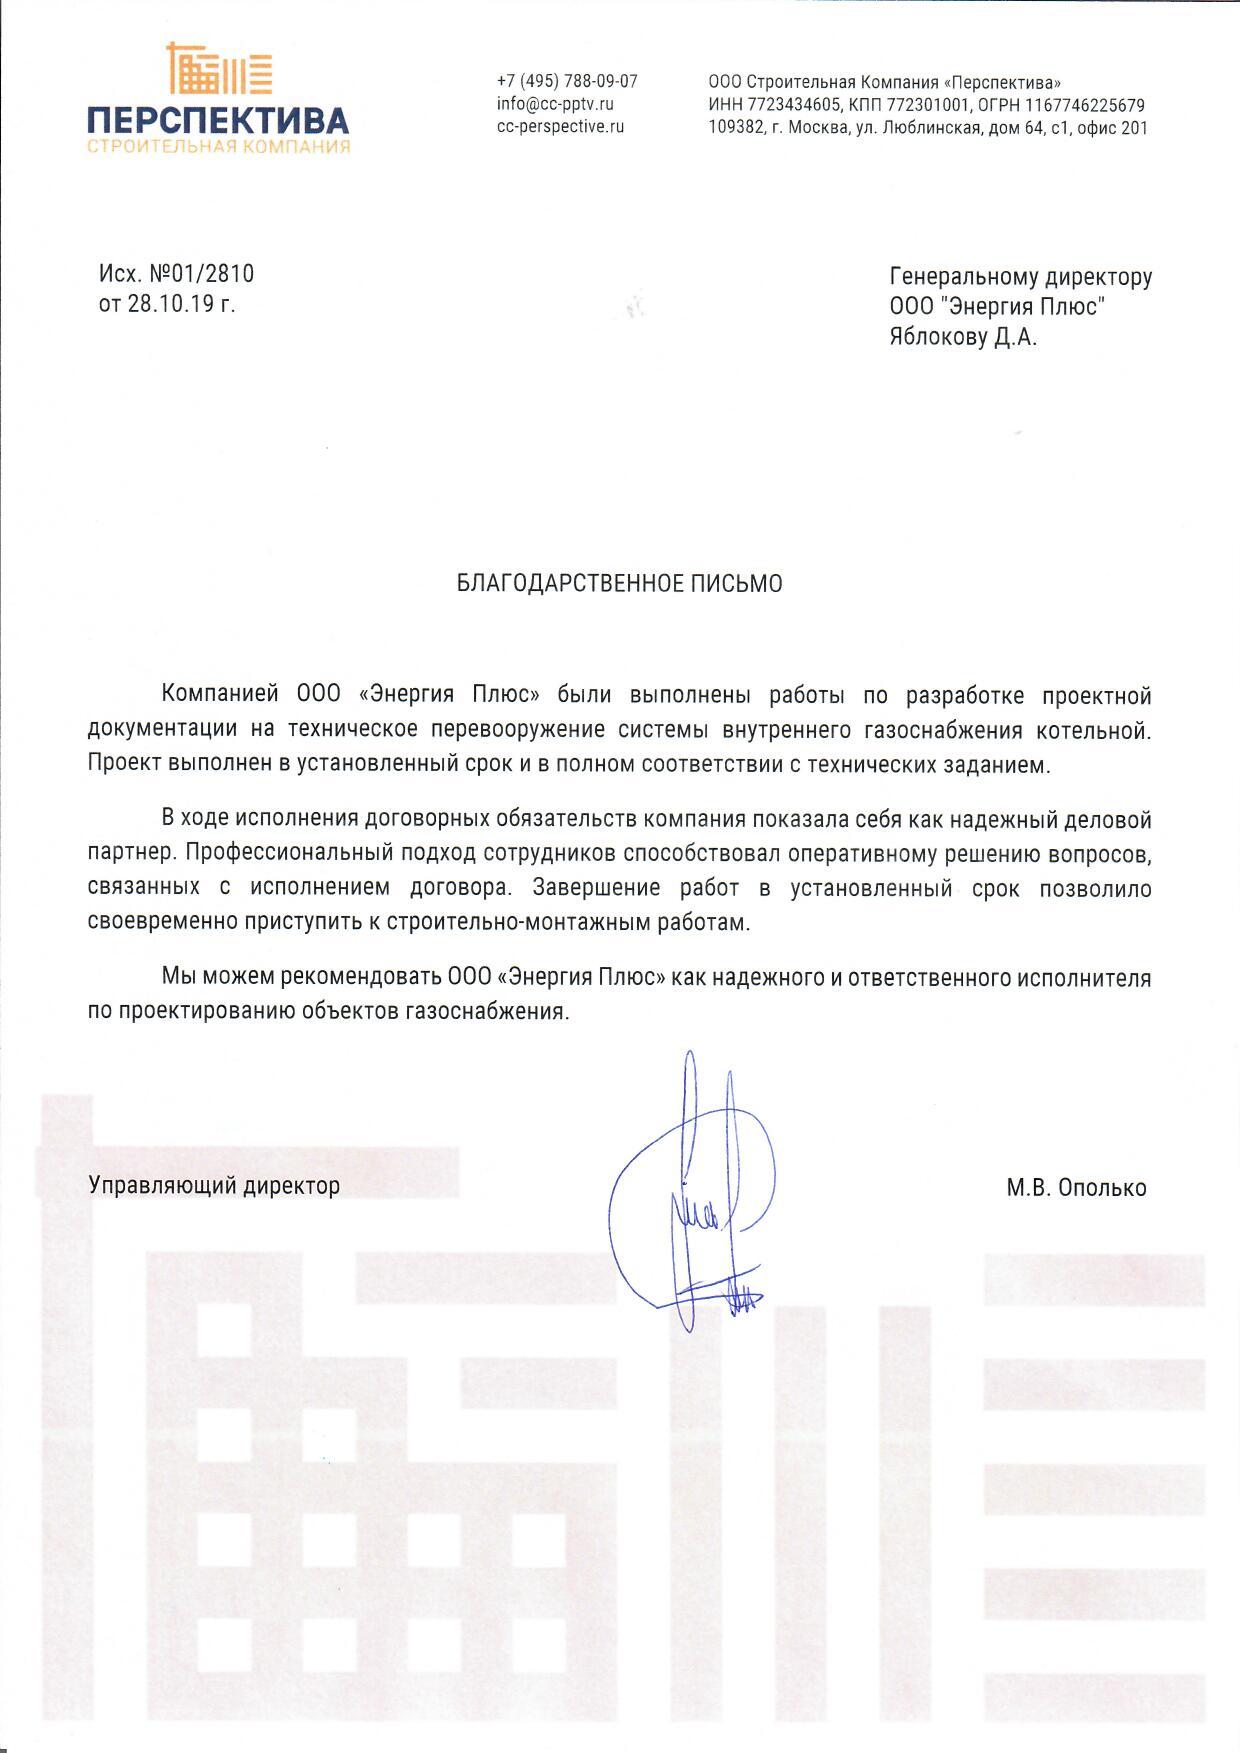 ПЕРСПЕКТИВА
СТРОИТЕЛЬНАЯ КОМПАНИЯ
+7 (495) 788-09-07
info@cc-pptv.ru
cc-perspective.ru
ООО Строительная Компания «Перспектива»
ИНН 7723434605, КПП 772301001, ОГРН 1167746225679
109382, г. Москва, ул. Люблинская, дом 64, с1, офис 201
Исх. №01/2810
от 28.10.19 г.
Генеральному директору
ООО "Энергия Плюс"
Яблокову Д.А.
БЛАГОДАРСТВЕННОЕ ПИСЬМО
Компанией ООО «Энергия Плюс» были выполнены работы по разработке проектной
документации на техническое перевооружение системы внутреннего газоснабжения котельной.
Проект выполнен в установленный срок и в полном соответствии с технических заданием.
В ходе исполнения договорных обязательств компания показала себя как надежный деловой
партнер. Профессиональный подход сотрудников способствовал оперативному решению вопросов,
связанных с исполнением договора. Завершение работ в установленный срок позволило
своевременно приступить к строительно-монтажным работам.
Мы можем рекомендовать ООО «Энергия Плюс» как надежного и ответственного исполнителя
по проектированию объектов газоснабжения.
Управляющий директор
М.В. Ополько